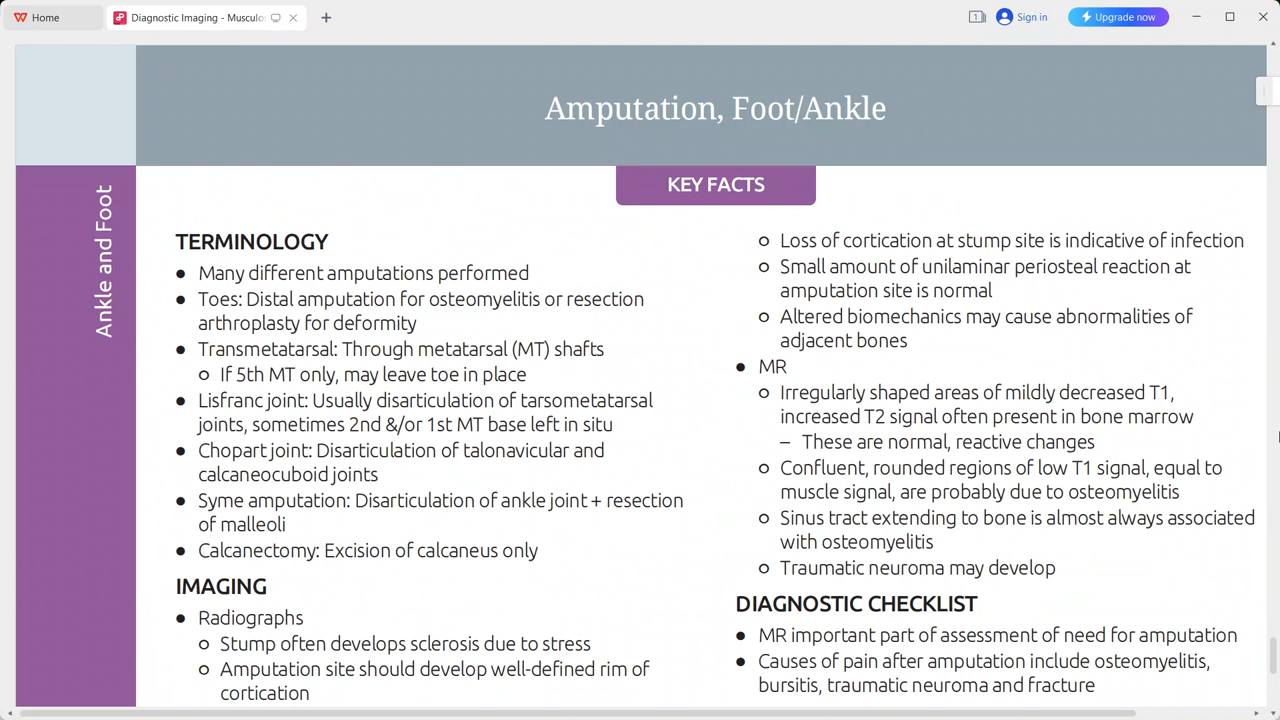 Home
Diagnostic Imaging - Musculos
1
Sign in
Upgrade now
Amputation, Foot/Ankle
Ankle and Foot
KEY FACTS
TERMINOLOGY
● Many different amputations performed
● Toes: Distal amputation for osteomyelitis or resection
arthroplasty for deformity
● Transmetatarsal: Through metatarsal (MT) shafts
○ If 5th MT only, may leave toe in place
● Lisfranc joint: Usually disarticulation of tarsometatarsal
joints, sometimes 2nd &/or 1st MT base left in situ
● Chopart joint: Disarticulation of talonavicular and
calcaneocuboid joints
● Syme amputation: Disarticulation of ankle joint + resection
of malleoli
● Calcanectomy: Excision of calcaneus only
IMAGING
● Radiographs
○ Stump often develops sclerosis due to stress
○ Amputation site should develop well-defined rim of
cortication
○ Loss of cortication at stump site is indicative of infection
○ Small amount of unilaminar periosteal reaction at
amputation site is normal
○ Altered biomechanics may cause abnormalities of
adjacent bones
● MR
○ Irregularly shaped areas of mildly decreased T1,
increased T2 signal often present in bone marrow
– These are normal, reactive changes
○ Confluent, rounded regions of low T1 signal, equal to
muscle signal, are probably due to osteomyelitis
○ Sinus tract extending to bone is almost always associated
with osteomyelitis
○ Traumatic neuroma may develop
DIAGNOSTIC CHECKLIST
● MR important part of assessment of need for amputation
● Causes of pain after amputation include osteomyelitis,
bursitis, traumatic neuroma and fracture